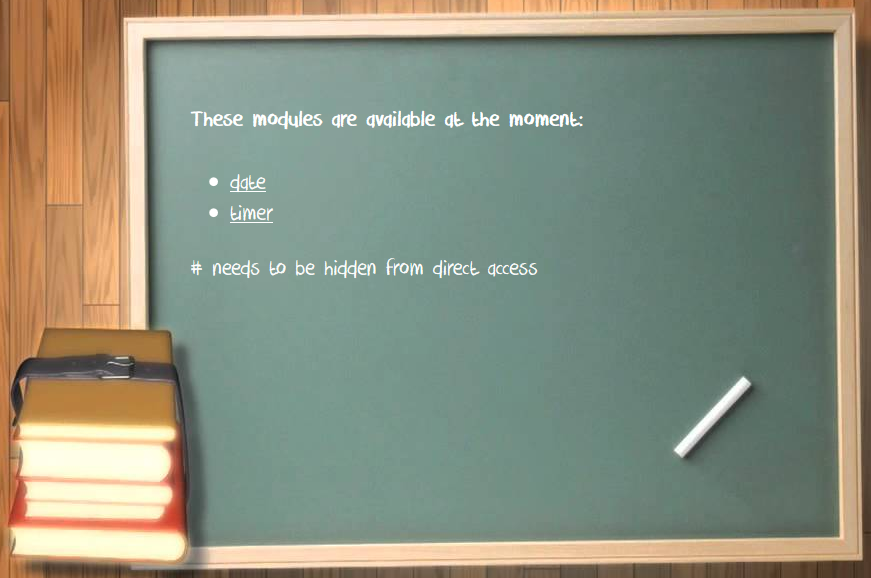 These modules are available at the moment:
date
timer
# needs to be hidden from direct access